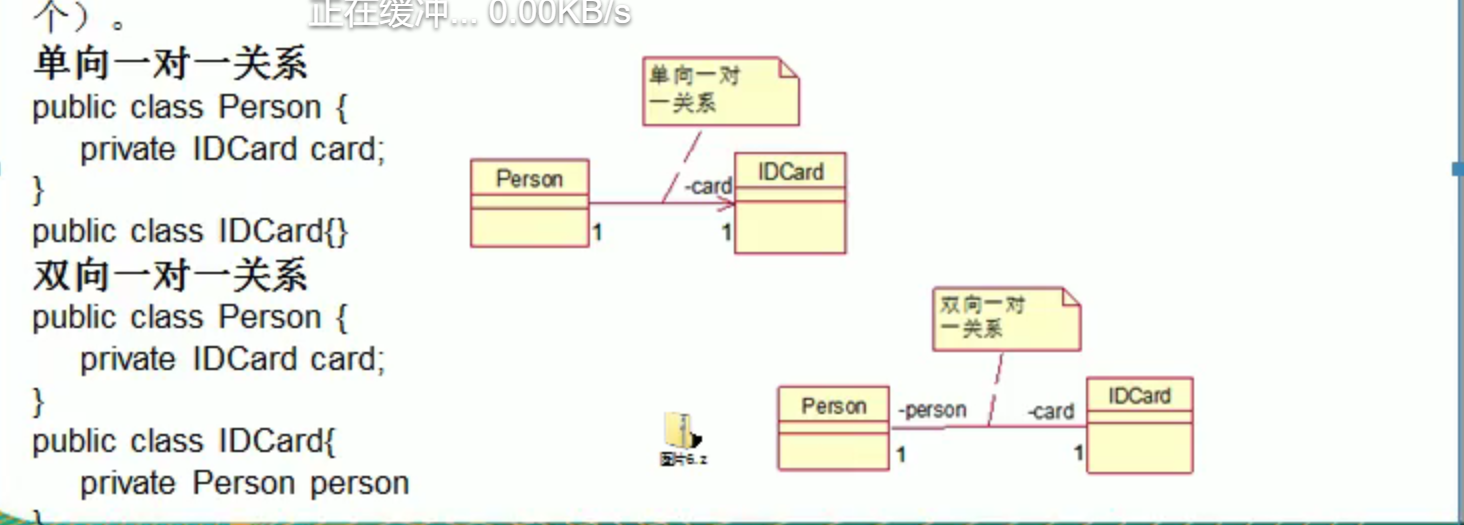 个）。
正在缓冲... 0.00KB/s
单向一对一关系
public class Person {
private IDCard card;
}
public class IDCard{}
双向一对一关系
public class Person {
private IDCard card;
}
public class IDCard{
private Person person
}
单向一对
一关系
Person
-card
IDCard
1
1
双向一对
一关系
Person
-person
-card
IDCard
1
1
图片6.z